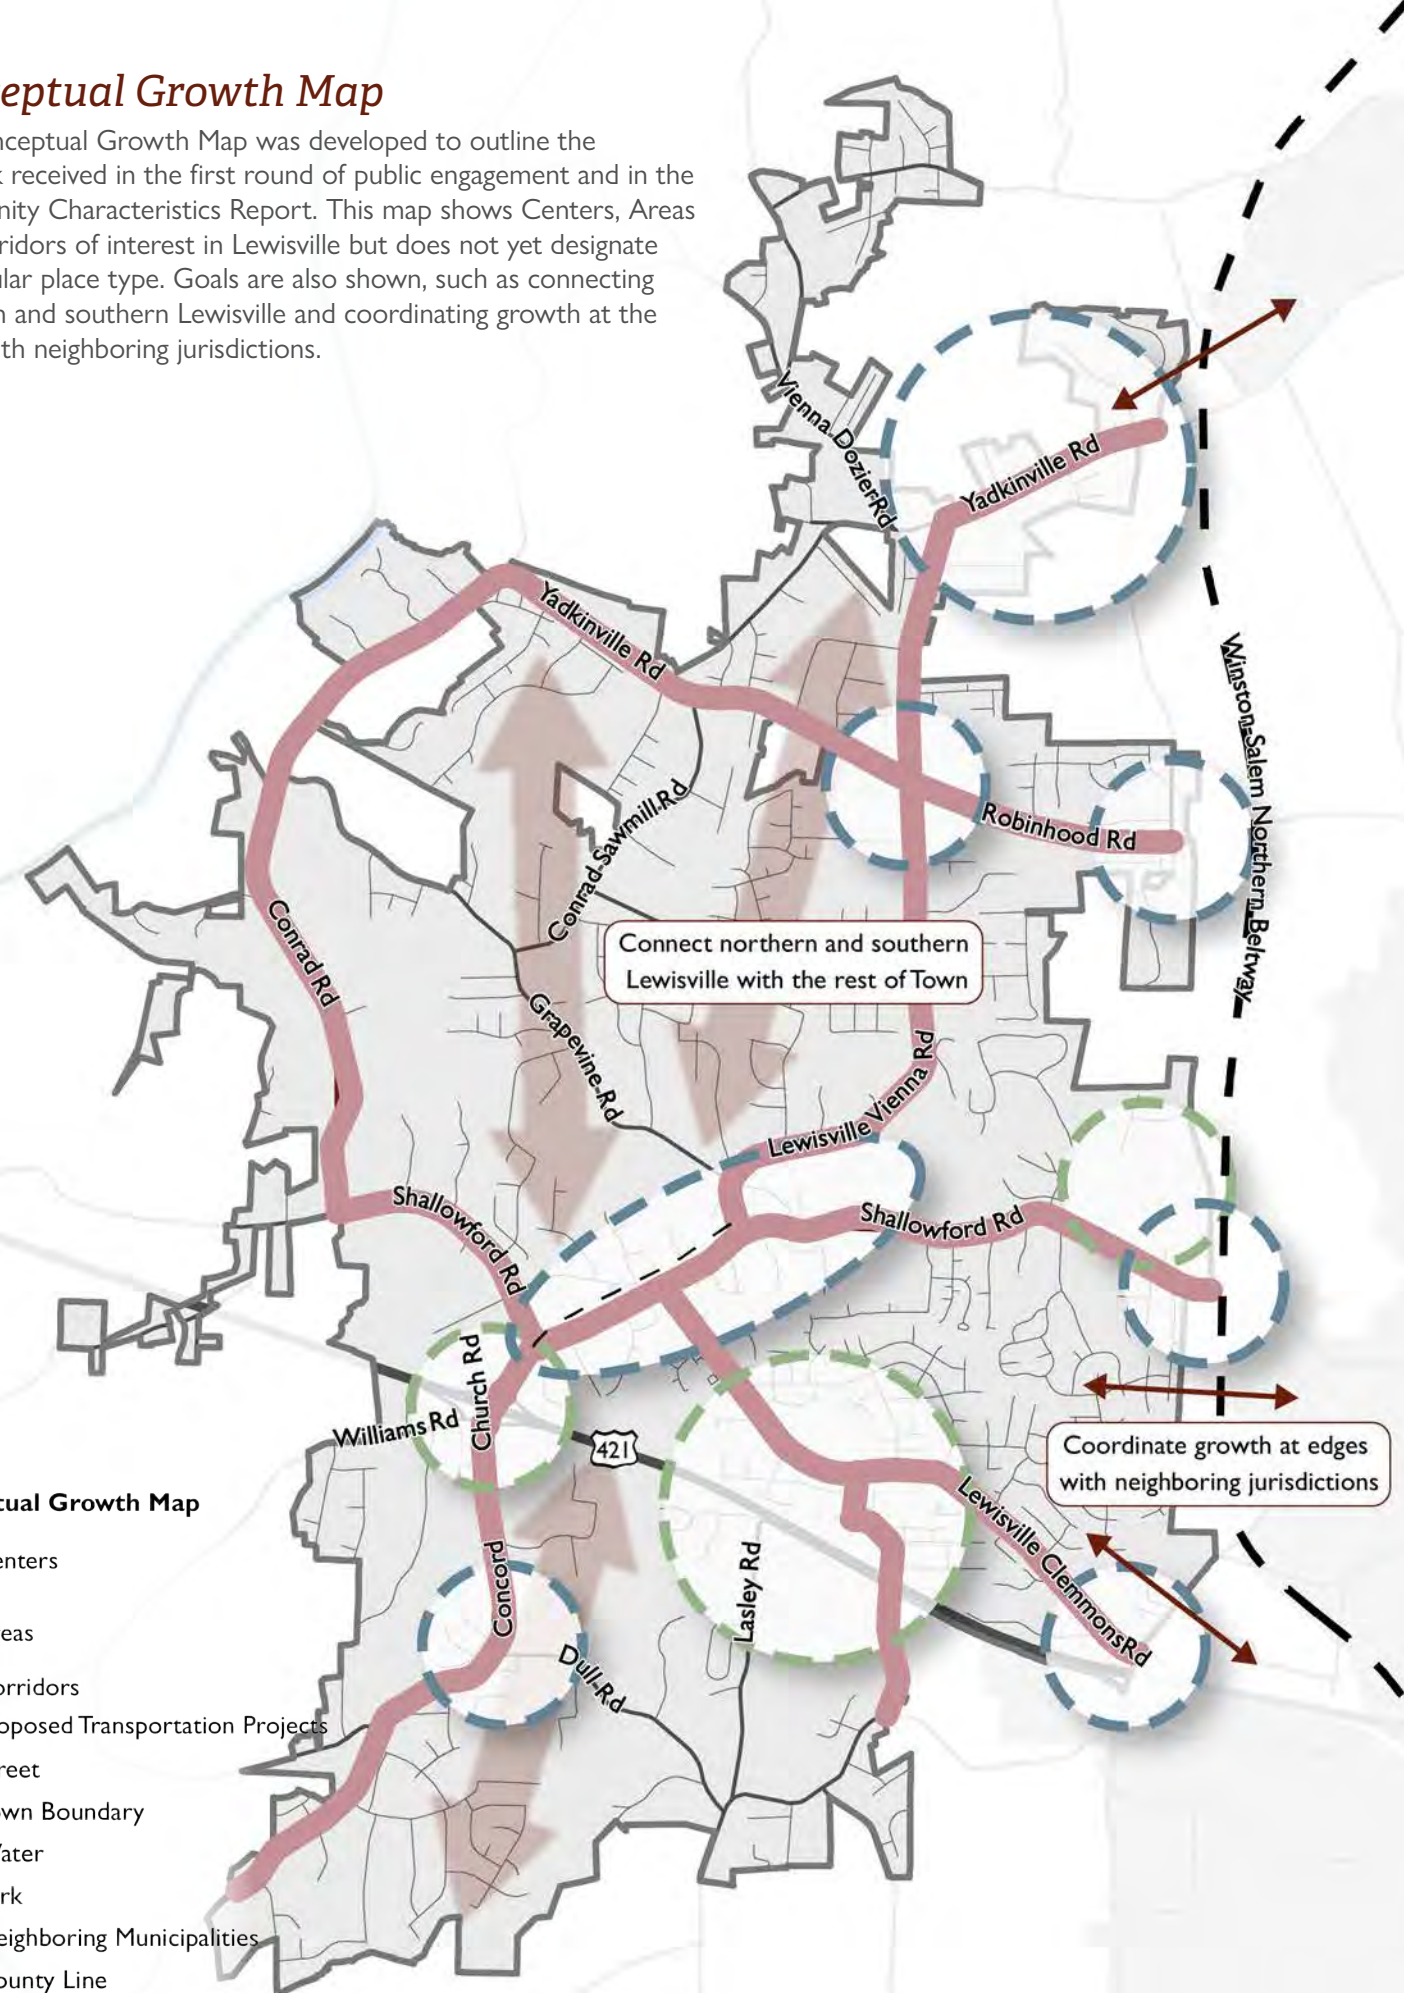 eptual Growth Map
nceptual Growth Map was developed to outline the
k received in the first round of public engagement and in the
nity Characteristics Report. This map shows Centers, Areas
rridors of interest in Lewisville but does not yet designate
ular place type. Goals are also shown, such as connecting
n and southern Lewisville and coordinating growth at the
ith neighboring jurisdictions.
Vienna Dozier Rd
Yadkinville Rd
Yadkinville Rd
Winston-Salem Northern Beltway
Conrad Sawmill Rd
Robinhood Rd
Conrad Rd
Connect northern and southern
Lewisville with the rest of Town
Grapevine Rd
Lewisville Vienna Rd
Shallowford Rd
Shallowford Rd
Church Rd
Williams Rd
421
Coordinate growth at edges
with neighboring jurisdictions
Lewisville Clemmons Rd
Lasley Rd
Concord
Dull Rd
tual Growth Map
enters
eas
orridors
oposed Transportation Projects
reet
own Boundary
ater
rk
eighboring Municipalities
ounty Line